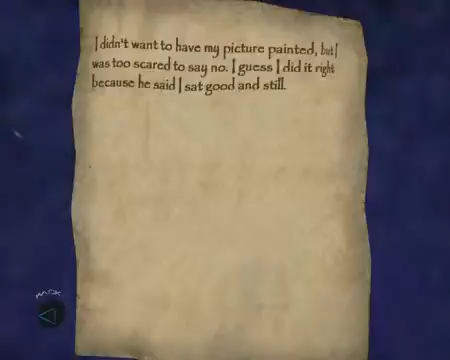 I didn't want to have my picture painted, but I
was too scared to say no. I guess I did it right
because he said I sat good and still.